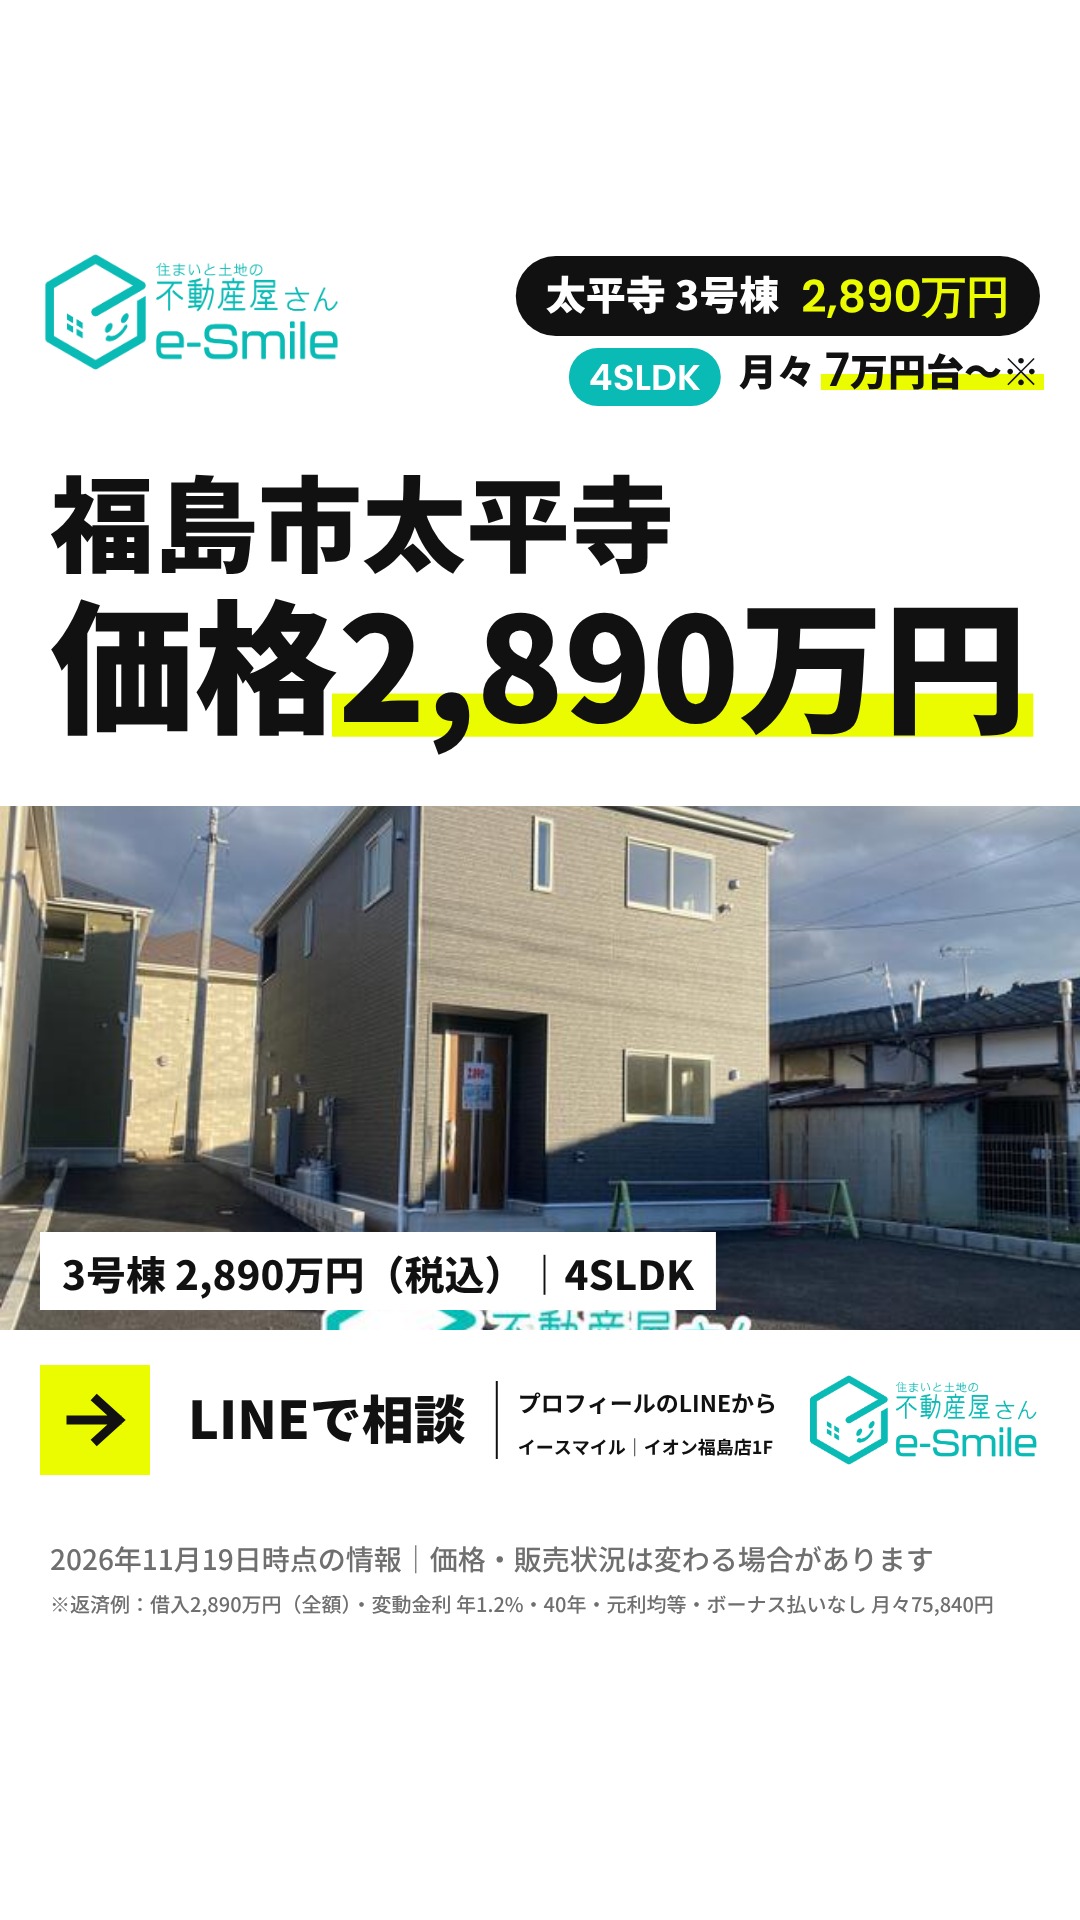 住まいと土地の
不動産屋さん
e-Smile
太平寺 3号棟 2,890万円
4SLDK 月々 7万円台〜※
福島市太平寺
価格2,890万円
2,890
3号棟 2,890万円（税込）｜4SLDK
不動産屋さん
LINEで相談
プロフィールのLINEから
イースマイル｜イオン福島店1F
住まいと土地の
不動産屋さん
e-Smile
2026年11月19日時点の情報｜価格・販売状況は変わる場合があります
※返済例：借入2,890万円（全額）・変動金利 年1.2%・40年・元利均等・ボーナス払いなし 月々75,840円